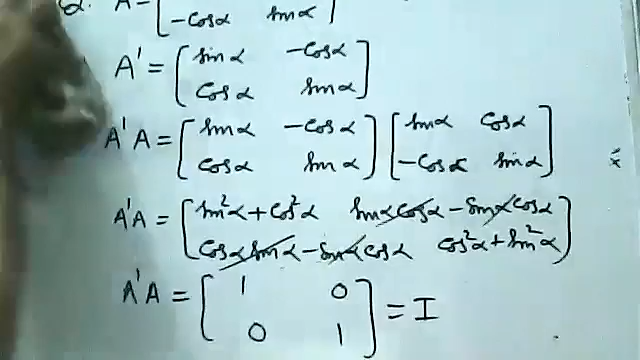 A = [ -cosα sinα ]
A' = [ sinα -cosα
cosα sinα ]
A'A = [ sinα -cosα ] [ sinα cosα ]
[ cosα sinα ] [ -cosα sinα ]
A'A = [ sin²α + cos²α sinαcosα - sinαcosα
cosαsinα - sinαcosα cos²α + sin²α ]
A'A = [ 1 0
0 1 ] = I